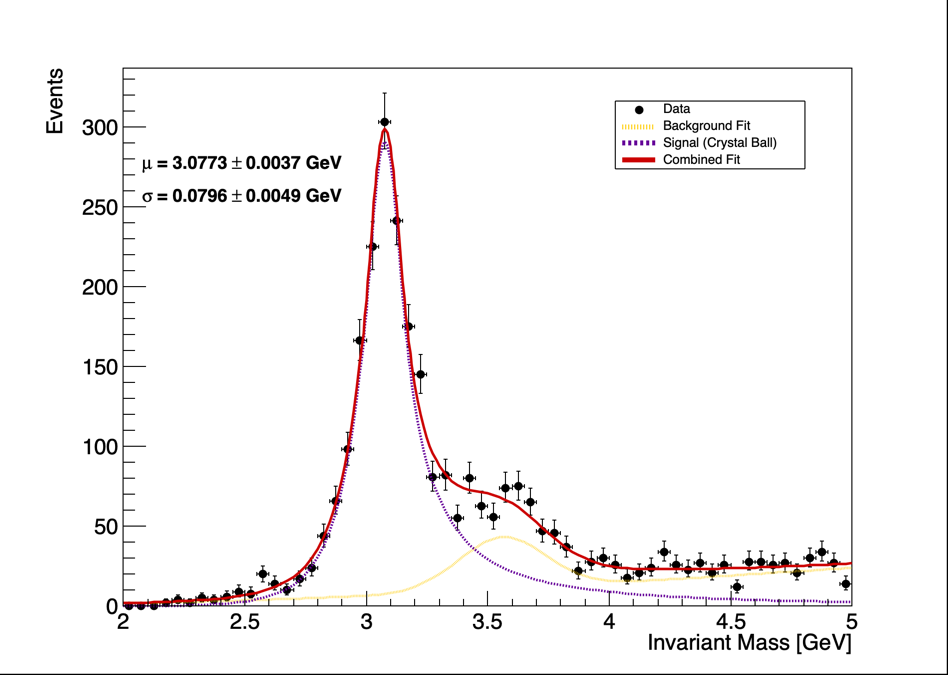 Events
300
250
200
150
100
50
0
μ = 3.0773 ± 0.0037 GeV
σ = 0.0796 ± 0.0049 GeV
Data
Background Fit
Signal (Crystal Ball)
Combined Fit
2 2.5 3 3.5 4 4.5 5
Invariant Mass [GeV]